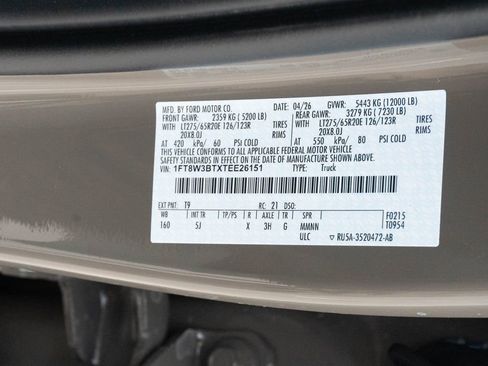 MFD. BY FORD MOTOR CO. 04/26 GVWR: 5443 KG (12000 LB)
FRONT GAWR: 2359 KG ( 5200 LB) REAR GAWR: 3279 KG ( 7230 LB)
WITH LT275/65R20E 126/123R TIRES WITH LT275/65R20E 126/123R TIRES
20X8.0J 20X8.0J
AT 420 kPa/ 60 PSI COLD AT 550 kPa/ 80 PSI COLD
THIS VEHICLE CONFORMS TO ALL APPLICABLE FEDERAL MOTOR VEHICLE
SAFETY STANDARDS IN EFFECT ON THE DATE OF MANUFACTURE SHOWN ABOVE.
VIN: 1FT8W3BTXTEE26151 TYPE: Truck
EXT PNT: T9 RC: 21 DSO: F0215
WB INT TR TP/PS R AXLE TR SPR T0954
160 5J X 3H G MMNN
ULC ▽ RU5A-3520472-AB